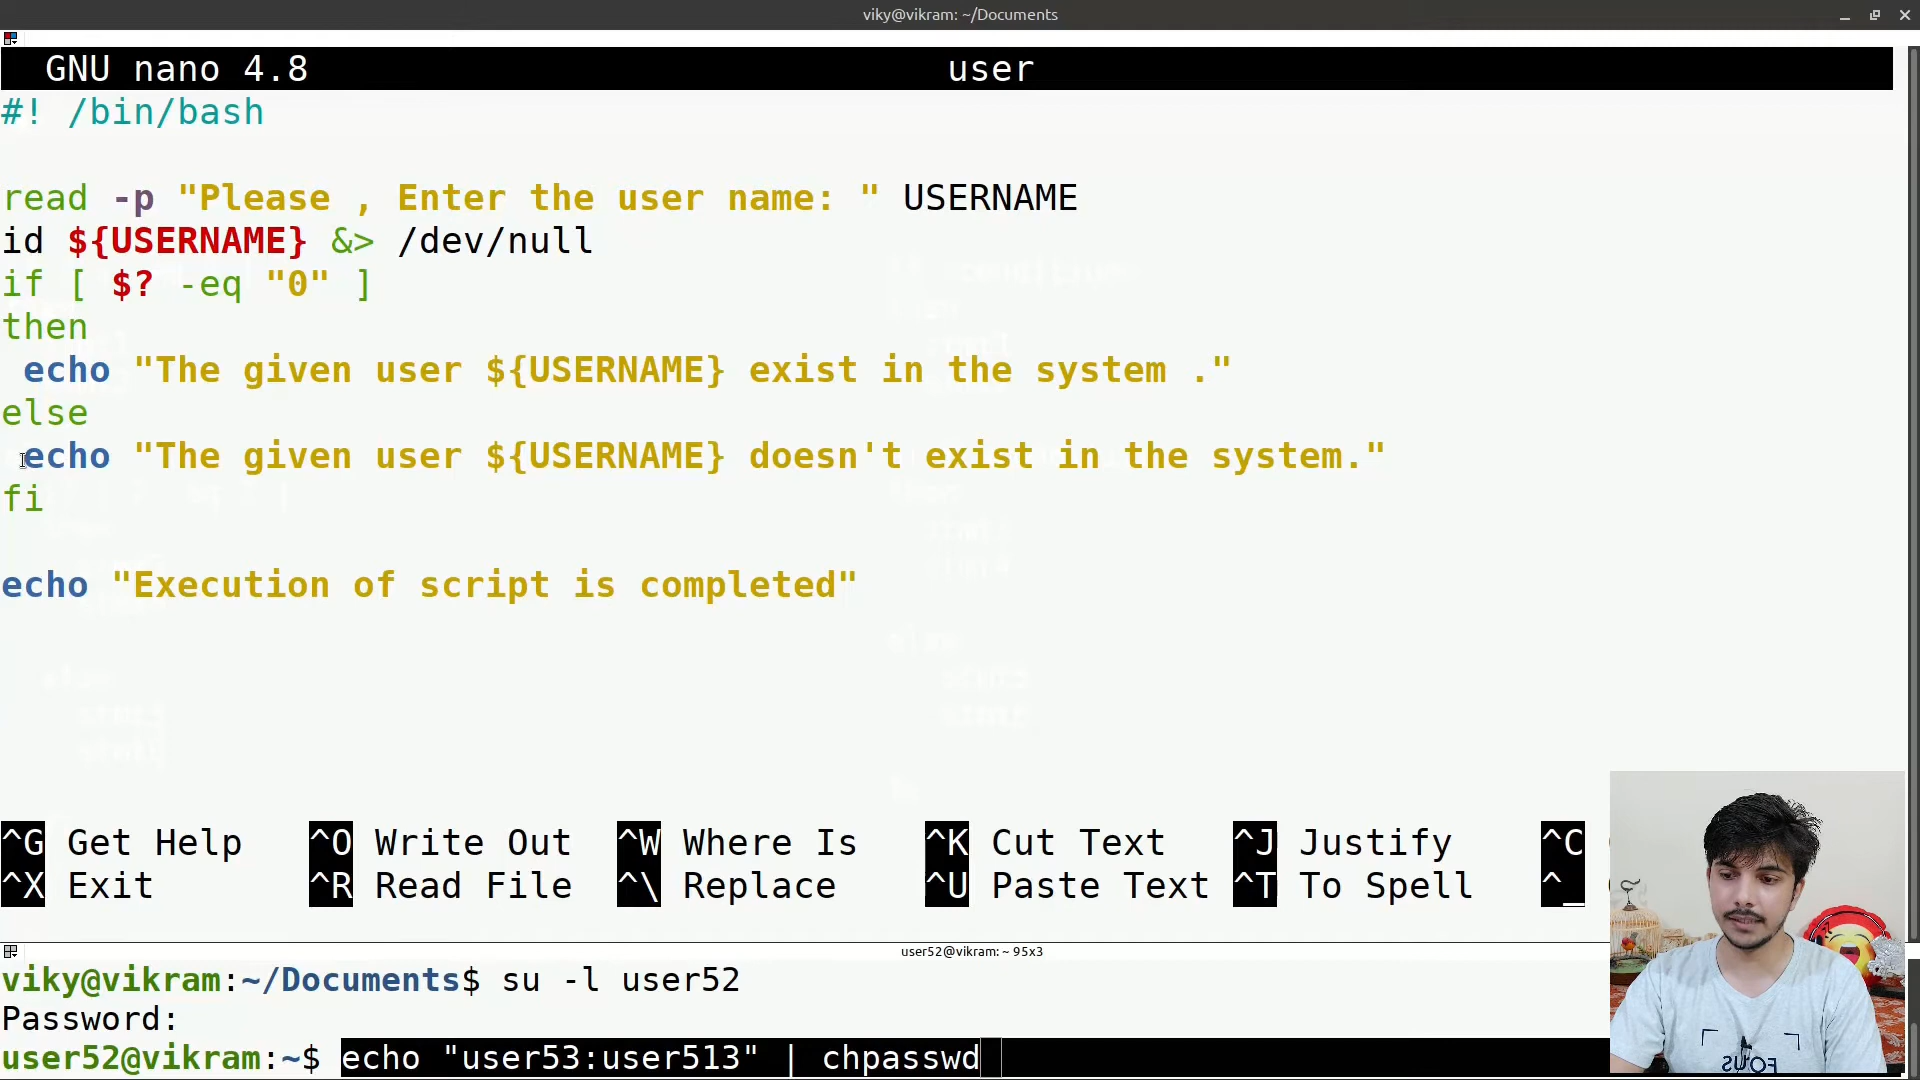 viky@vikram: ~/Documents
GNU nano 4.8 user
#! /bin/bash
read -p "Please , Enter the user name: " USERNAME
id ${USERNAME} &> /dev/null
if [ $? -eq "0" ]
then
echo "The given user ${USERNAME} exist in the system ."
else
echo "The given user ${USERNAME} doesn't exist in the system."
fi
echo "Execution of script is completed"
^G Get Help ^O Write Out ^W Where Is ^K Cut Text ^J Justify ^C
^X Exit ^R Read File ^\ Replace ^U Paste Text ^T To Spell ^_
user52@vikram: ~ 95x3
viky@vikram:~/Documents$ su -l user52
Password:
user52@vikram:~$ echo "user53:user513" | chpasswd